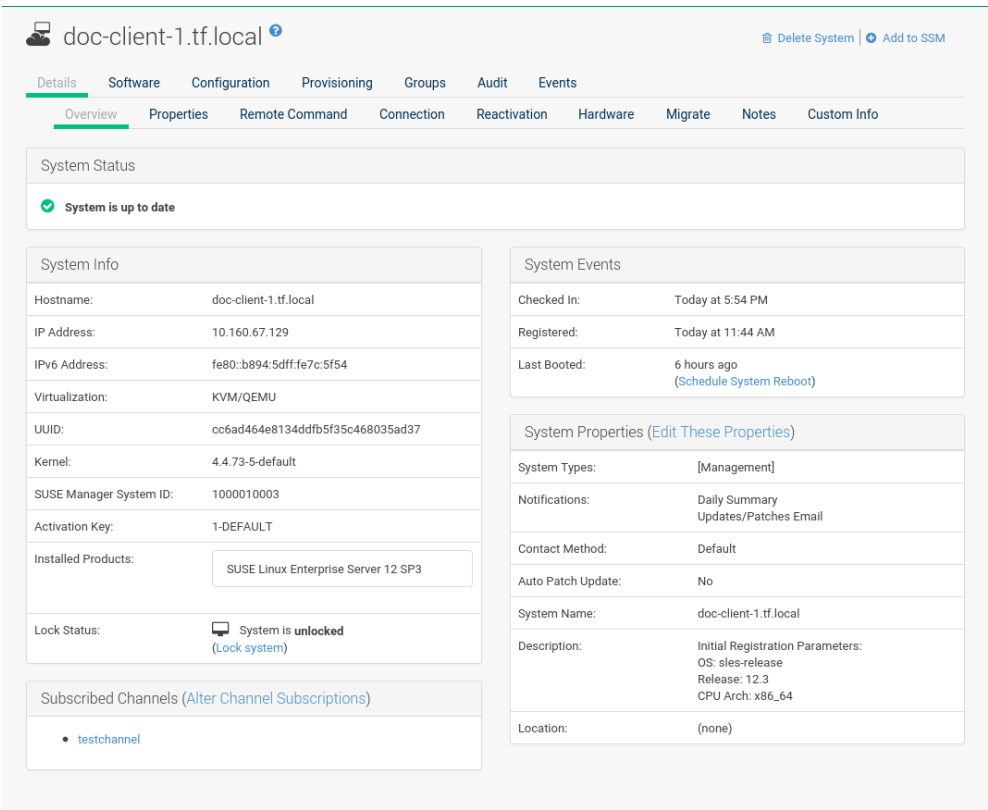 doc-client-1.tf.local ?
Delete System | Add to SSM
Details Software Configuration Provisioning Groups Audit Events
Overview Properties Remote Command Connection Reactivation Hardware Migrate Notes Custom Info
System Status
System is up to date
System Info
Hostname: doc-client-1.tf.local
IP Address: 10.160.67.129
IPv6 Address: fe80::b894:5dff:fe7c:5f54
Virtualization: KVM/QEMU
UUID: cc6ad464e8134ddfb5f35c468035ad37
Kernel: 4.4.73-5-default
SUSE Manager System ID: 1000010003
Activation Key: 1-DEFAULT
Installed Products: SUSE Linux Enterprise Server 12 SP3
Lock Status: System is unlocked
(Lock system)
Subscribed Channels (Alter Channel Subscriptions)
testchannel
System Events
Checked In: Today at 5:54 PM
Registered: Today at 11:44 AM
Last Booted: 6 hours ago
(Schedule System Reboot)
System Properties (Edit These Properties)
System Types: [Management]
Notifications: Daily Summary
Updates/Patches Email
Contact Method: Default
Auto Patch Update: No
System Name: doc-client-1.tf.local
Description: Initial Registration Parameters:
OS: sles-release
Release: 12.3
CPU Arch: x86_64
Location: (none)